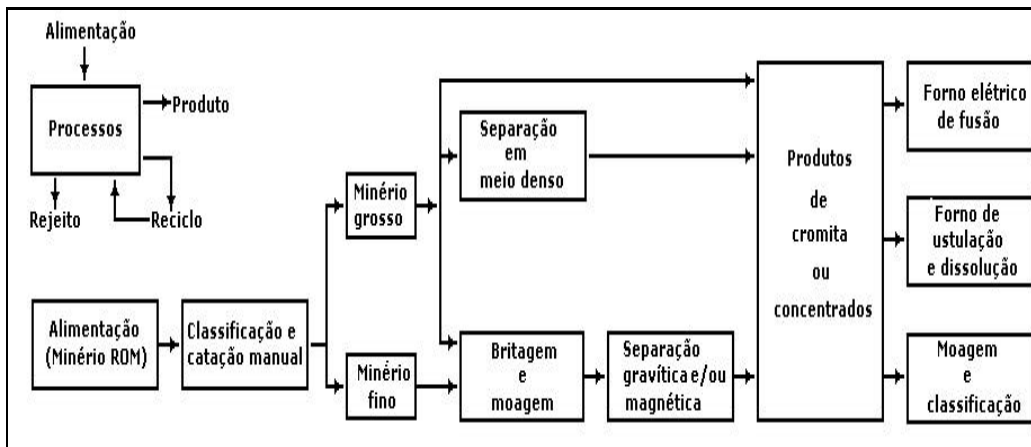 Alimentação
Processos
Produto
Rejeito
Reciclo
Alimentação
(Minério ROM)
Classificação e
catação manual
Minério
grosso
Minério
fino
Separação
em
meio denso
Britagem
e
moagem
Separação
gravítica e/ou
magnética
Produtos
de
cromita
ou
concentrados
Forno elétrico
de fusão
Forno de
ustulação
e dissolução
Moagem
e
classificação